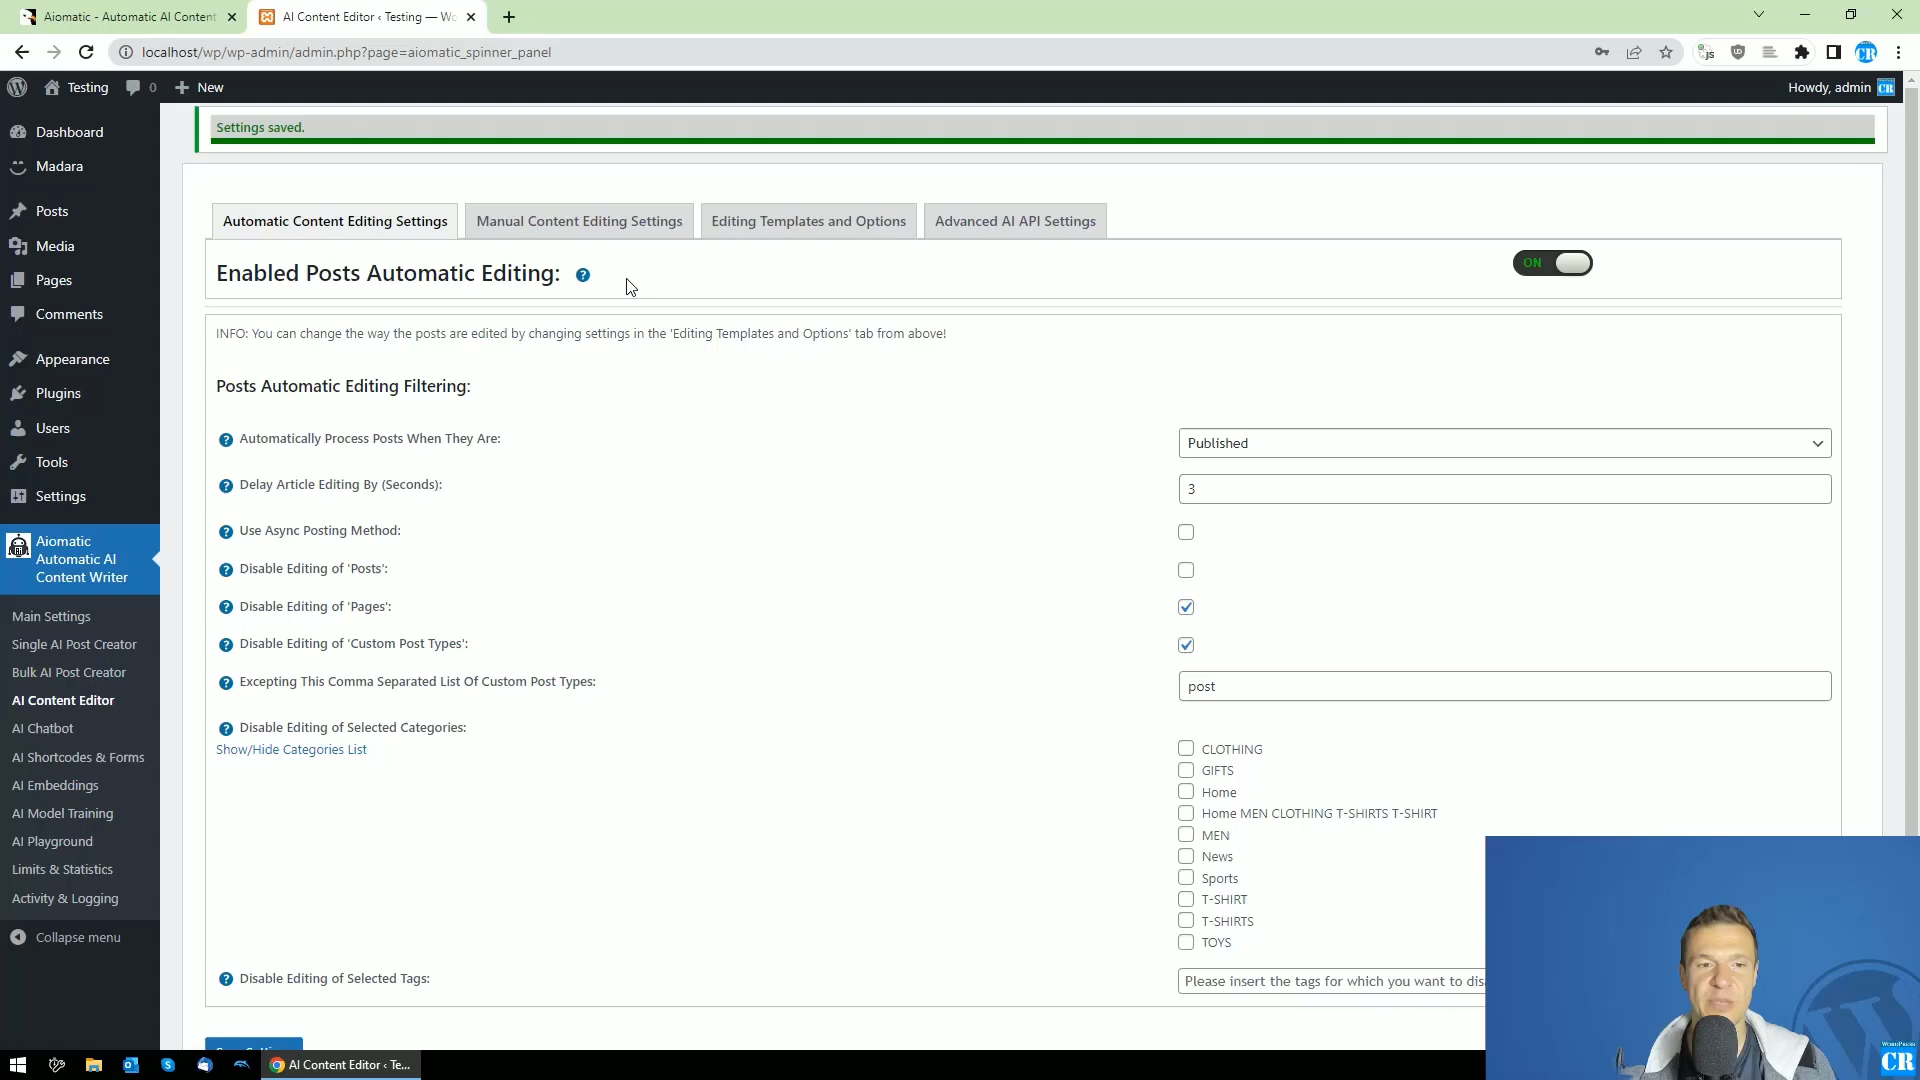 Aiomatic - Automatic AI Content
AI Content Editor ‹ Testing — Wo
localhost/wp/wp-admin/admin.php?page=aiomatic_spinner_panel
Testing
0
New
Howdy, admin
Dashboard
Madara
Posts
Media
Pages
Comments
Appearance
Plugins
Users
Tools
Settings
Aiomatic
Automatic AI
Content Writer
Main Settings
Single AI Post Creator
Bulk AI Post Creator
AI Content Editor
AI Chatbot
AI Shortcodes & Forms
AI Embeddings
AI Model Training
AI Playground
Limits & Statistics
Activity & Logging
Collapse menu
Settings saved.
Automatic Content Editing Settings
Manual Content Editing Settings
Editing Templates and Options
Advanced AI API Settings
Enabled Posts Automatic Editing:
ON
INFO: You can change the way the posts are edited by changing settings in the 'Editing Templates and Options' tab from above!
Posts Automatic Editing Filtering:
Automatically Process Posts When They Are:
Published
Delay Article Editing By (Seconds):
3
Use Async Posting Method:
Disable Editing of 'Posts':
Disable Editing of 'Pages':
Disable Editing of 'Custom Post Types':
Excepting This Comma Separated List Of Custom Post Types:
post
Disable Editing of Selected Categories:
Show/Hide Categories List
CLOTHING
GIFTS
Home
Home MEN CLOTHING T-SHIRTS T-SHIRT
MEN
News
Sports
T-SHIRT
T-SHIRTS
TOYS
Disable Editing of Selected Tags:
Please insert the tags for which you want to dis
AI Content Editor ‹ Te...
WORDPRESS
CR